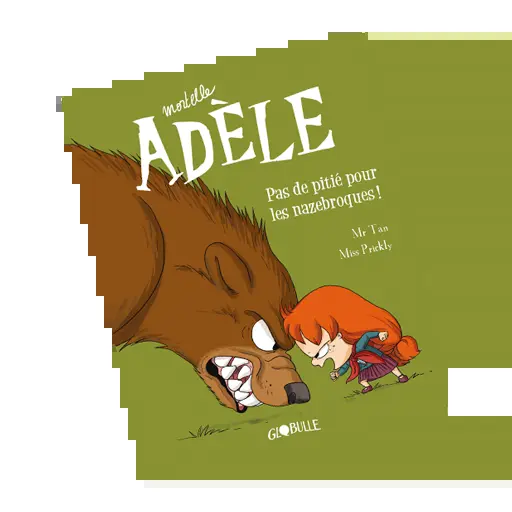 mortelle
ADÈLE
Pas de pitié pour
les nazebroques !
Mr Tan
Miss Prickly
GLOBULLE